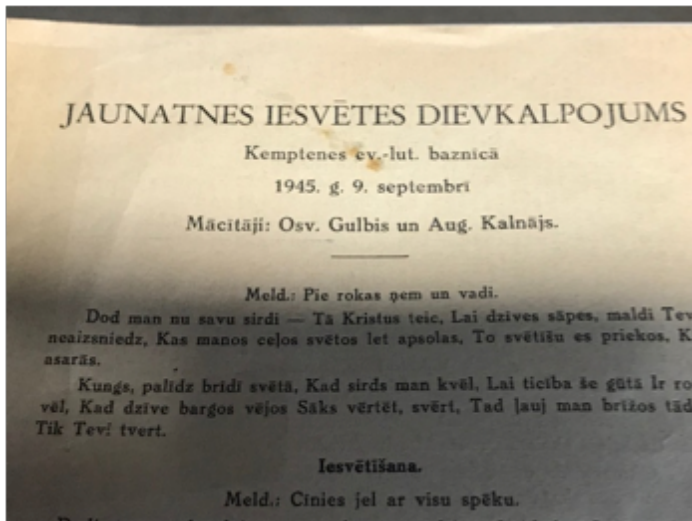 JAUNATNES IESVĒTES DIEVKALPOJUMS
Kemptenes ev.-lut. baznīcā
1945. g. 9. septembrī
Mācītāji: Osv. Gulbis un Aug. Kalnājs.
Meld.: Pie rokas ņem un vadi.
Dod man nu savu sirdi — Tā Kristus teic, Lai dzīves sāpes, maldi Tev
neaizsniedz, Kas manos ceļos svētos Iet apsolas, To svētīšu es priekos,
asarās.
Kungs, palīdz brīdī svētā, Kad sirds man kvēl, Lai ticība še gūtā Ir
vēl, Kad dzīve bargos vējos Sāks vērtēt, svērt, Tad ļauj man brīžos
Tik Tevi tvert.
Iesvētīšana.
Meld.: Cīnies jel ar visu spēku.